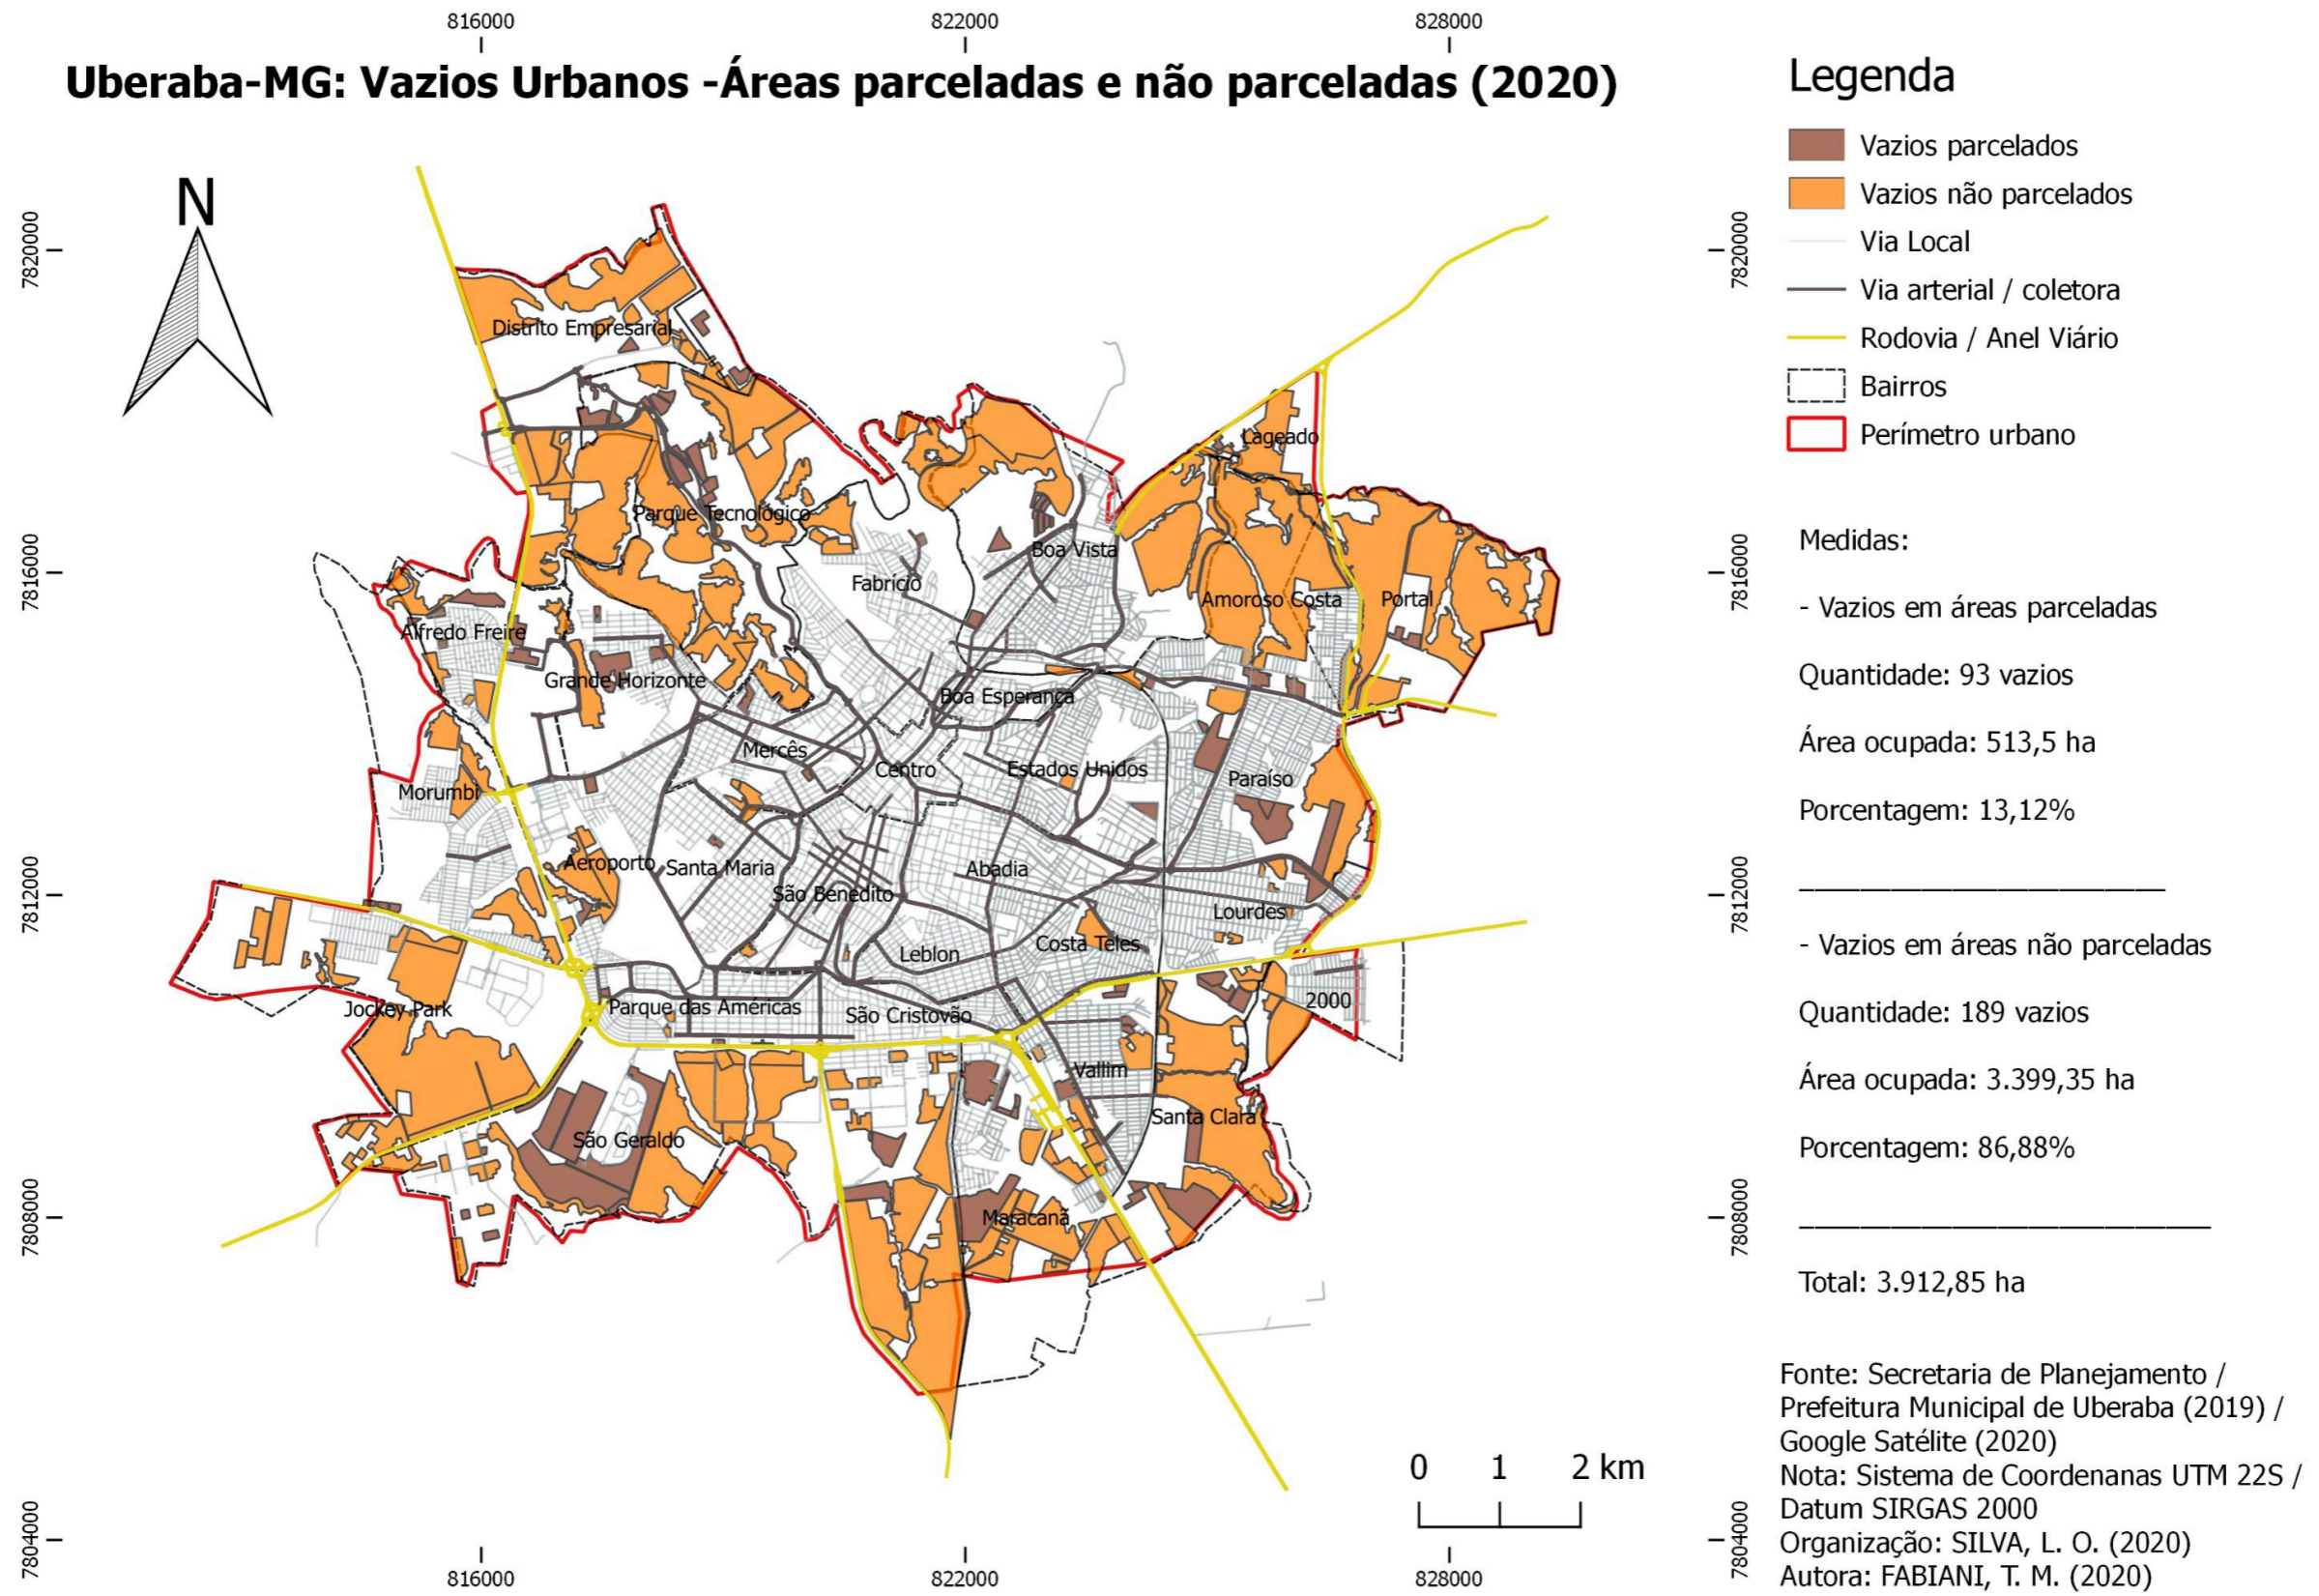 816000
822000
828000
Uberaba-MG: Vazios Urbanos -Áreas parceladas e não parceladas (2020)
N
7820000
7820000
7816000
7816000
7812000
7812000
7808000
7808000
7804000
7804000
Distrito Empresarial
Lageado
Parque Tecnológico
Boa Vista
Fabrício
Amoroso Costa
Portal
Alfredo Freire
Grande Horizonte
Boa Esperança
Mercês
Centro
Estados Unidos
Paraíso
Morumbi
Aeroporto
Santa Maria
Abadia
São Benedito
Lourdes
Leblon
Costa Teles
Jockey Park
Parque das Américas
São Cristovão
2000
Vallim
Santa Clara
São Geraldo
Maracanã
0 1 2 km
816000
822000
828000
Legenda
Vazios parcelados
Vazios não parcelados
Via Local
Via arterial / coletora
Rodovia / Anel Viário
Bairros
Perímetro urbano
Medidas:
- Vazios em áreas parceladas
Quantidade: 93 vazios
Área ocupada: 513,5 ha
Porcentagem: 13,12%
- Vazios em áreas não parceladas
Quantidade: 189 vazios
Área ocupada: 3.399,35 ha
Porcentagem: 86,88%
Total: 3.912,85 ha
Fonte: Secretaria de Planejamento /
Prefeitura Municipal de Uberaba (2019) /
Google Satélite (2020)
Nota: Sistema de Coordenanas UTM 22S /
Datum SIRGAS 2000
Organização: SILVA, L. O. (2020)
Autora: FABIANI, T. M. (2020)